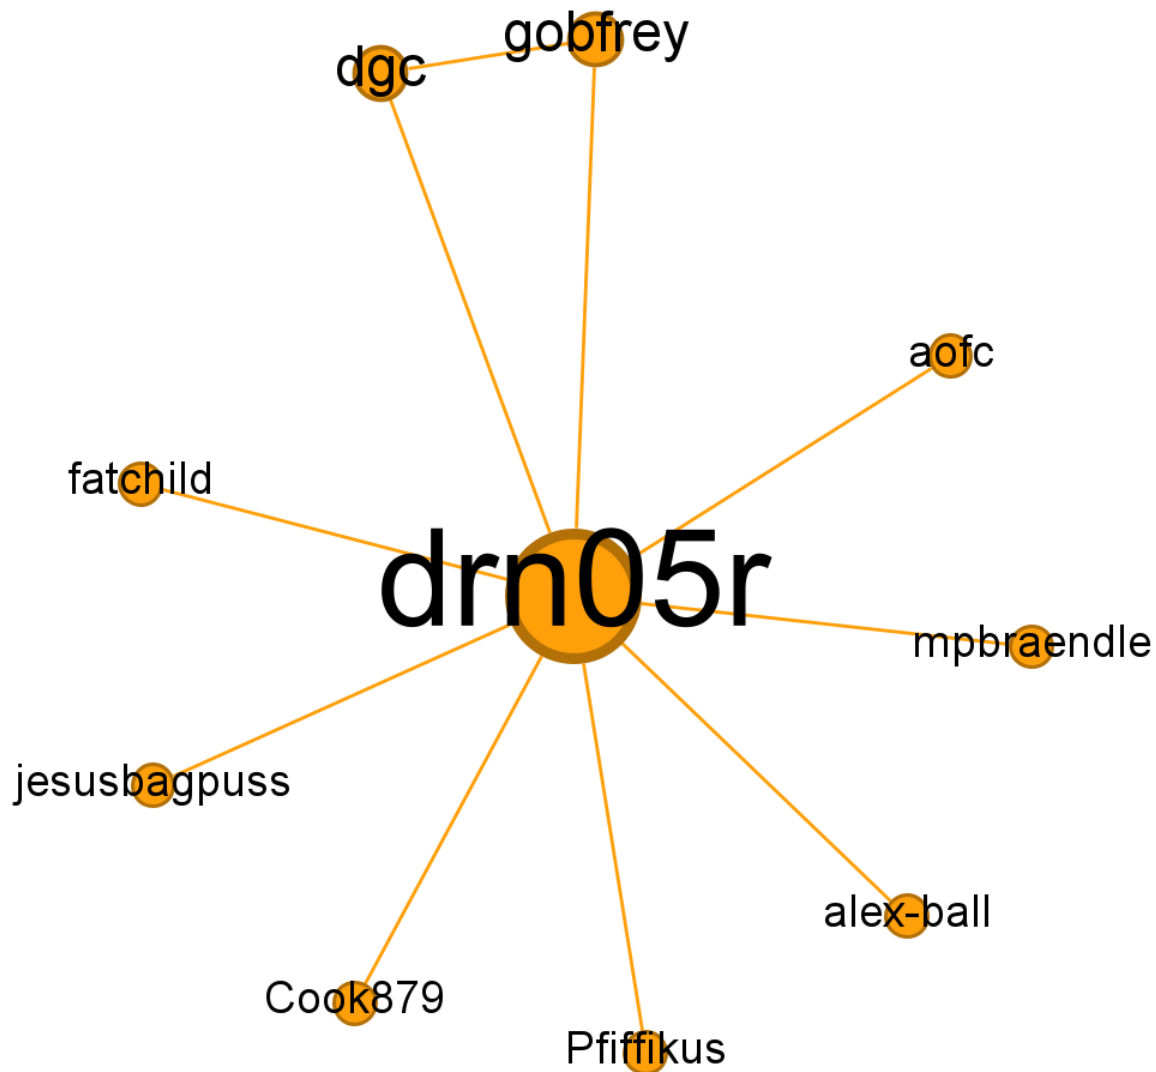 gobfrey
dgc
aofc
fatchild
drn05r
mpbraendle
jesusbagpuss
alex-ball
Cook879
Pfiffikus